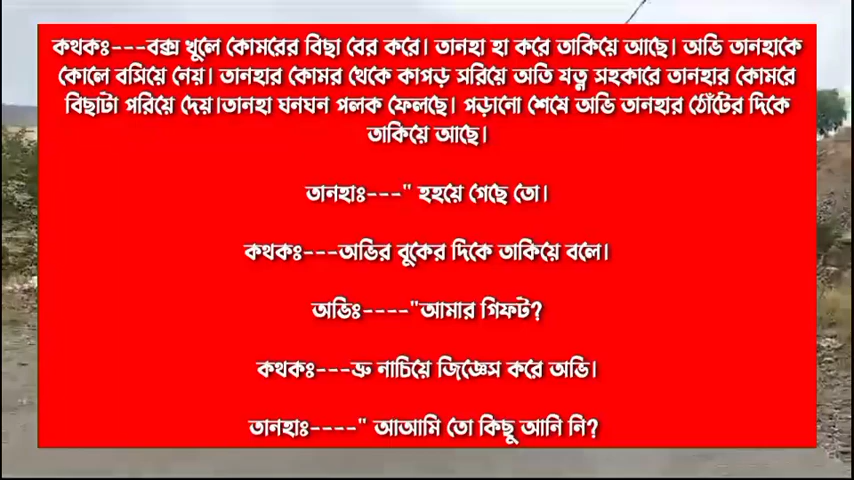 কথকঃ---বক্স খুলে কোমরের বিছা বের করে। তানহা হা করে তাকিয়ে আছে। অভি তানহাকে
কোলে বসিয়ে নেয়। তানহার কোমর থেকে কাপড় সরিয়ে অতি যত্ন সহকারে তানহার কোমরে
বিছাটা পরিয়ে দেয়।তানহা ঘনঘন পলক ফেলছে। পড়ানো শেষে অভি তানহার ঠোঁটের দিকে
তাকিয়ে আছে।
তানহাঃ---" হহয়ে গেছে তো।
কথকঃ---অভির বুকের দিকে তাকিয়ে বলে।
অভিঃ----"আমার গিফট?
কথকঃ---ভ্রু নাচিয়ে জিজ্ঞেস করে অভি।
তানহাঃ----" আআমি তো কিছু আনি নি?